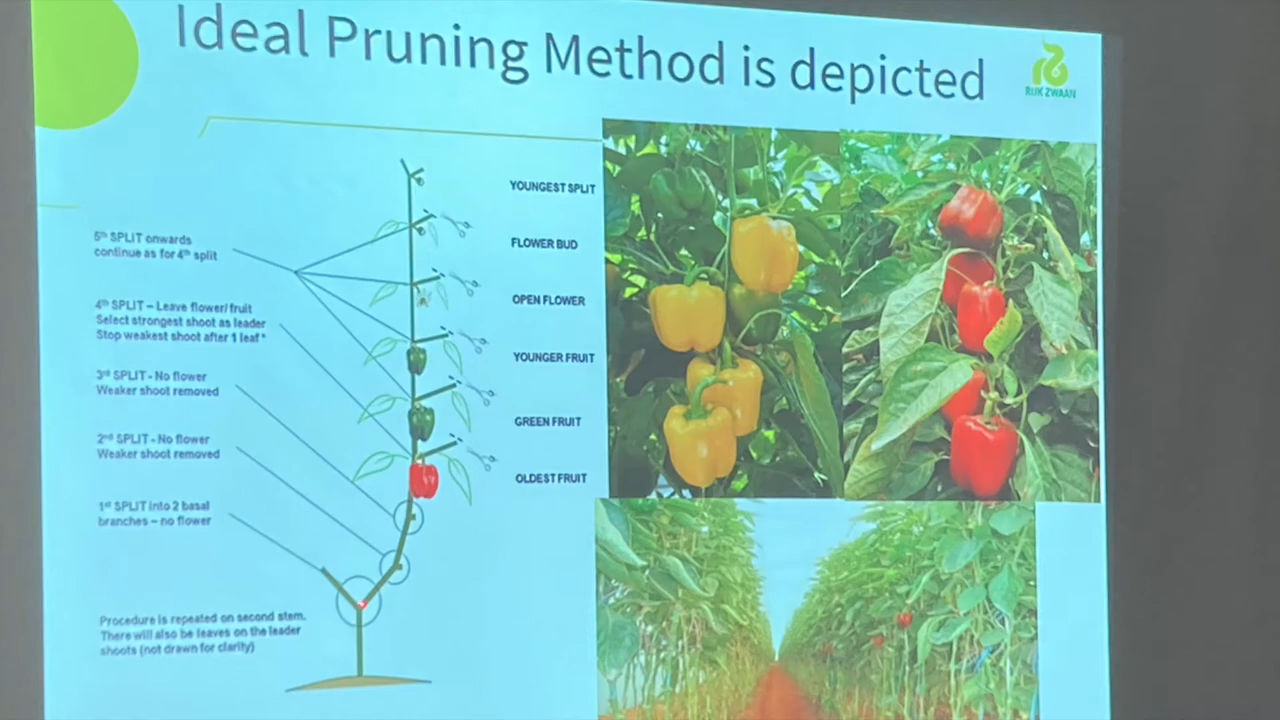 Ideal Pruning Method is depicted
RIJK ZWAAN
YOUNGEST SPLIT
FLOWER BUD
OPEN FLOWER
YOUNGER FRUIT
GREEN FRUIT
OLDEST FRUIT
5th SPLIT onwards
continue as for 4th split
4th SPLIT – Leave flower/fruit
Select strongest shoot as leader
Stop weakest shoot after 1 leaf*
3rd SPLIT - No flower
Weaker shoot removed
2nd SPLIT - No flower
Weaker shoot removed
1st SPLIT into 2 basal
branches – no flower
Procedure is repeated on second stem.
There will also be leaves on the leader
shoots (not drawn for clarity)